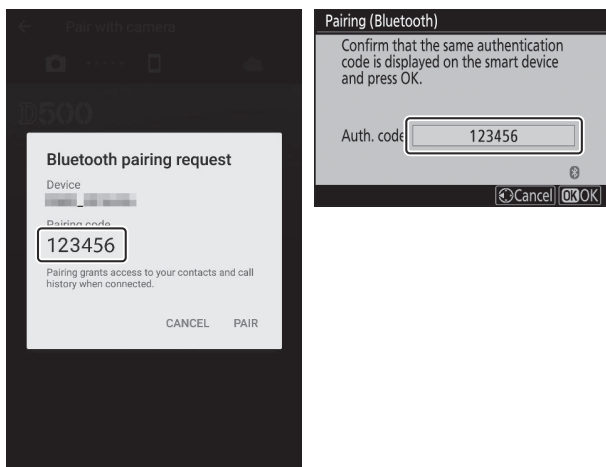 Pair with camera
D500
Bluetooth pairing request
Device
Pairing code
123456
Pairing grants access to your contacts and call
history when connected.
CANCEL PAIR
Pairing (Bluetooth)
Confirm that the same authentication
code is displayed on the smart device
and press OK.
Auth. code 123456
Cancel OK OK